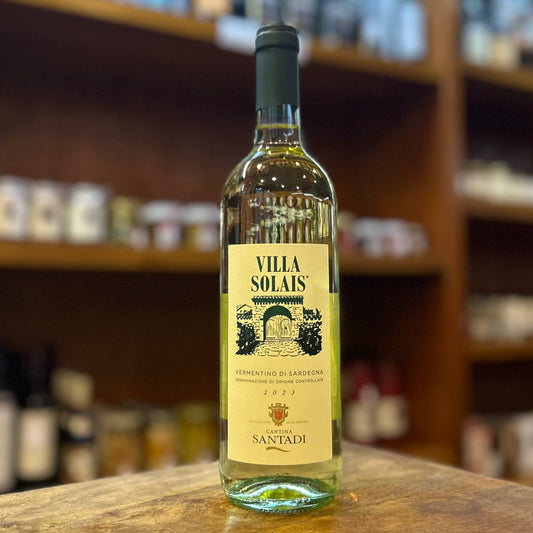 VILLA
SOLAIS®
VERMENTINO DI SARDEGNA
DENOMINAZIONE DI ORIGINE CONTROLLATA
2023
CANTINA
SANTADI